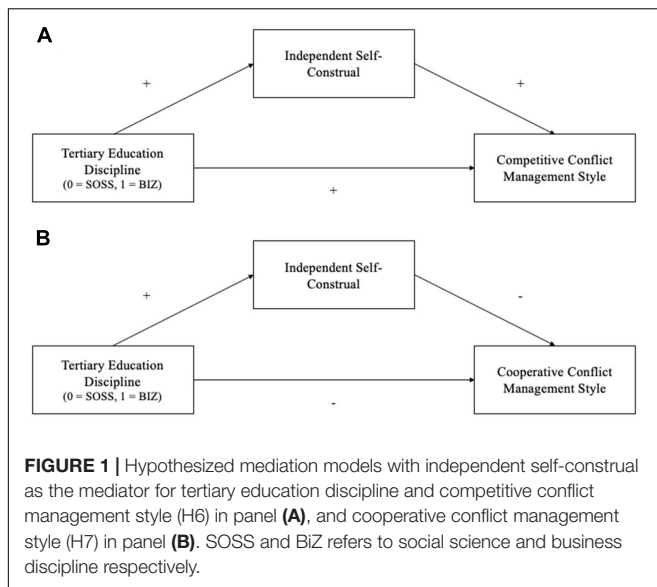 A
Independent Self-
Construal
+
+
Tertiary Education
Discipline
(0 = SOSS, 1 = BIZ)
Competitive Conflict
Management Style
+
B
Independent Self-
Construal
+
-
Tertiary Education
Discipline
(0 = SOSS, 1 = BIZ)
Cooperative Conflict
Management Style
-
FIGURE 1 | Hypothesized mediation models with independent self-construal
as the mediator for tertiary education discipline and competitive conflict
management style (H6) in panel (A), and cooperative conflict management
style (H7) in panel (B). SOSS and BiZ refers to social science and business
discipline respectively.